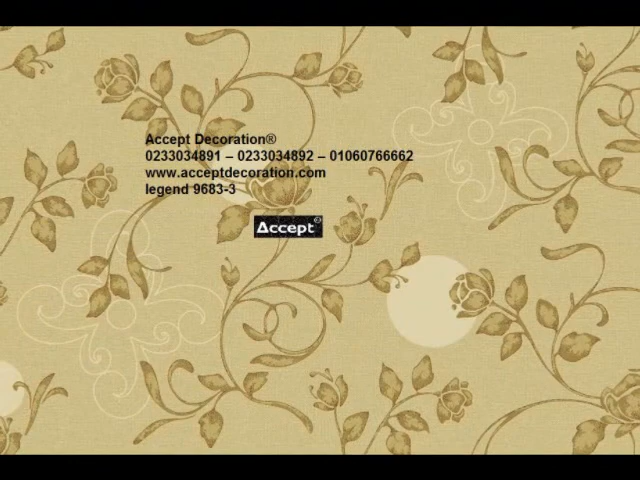 Accept Decoration®
0233034891 – 0233034892 – 01060766662
www.acceptdecoration.com
legend 9683-3
Accept®